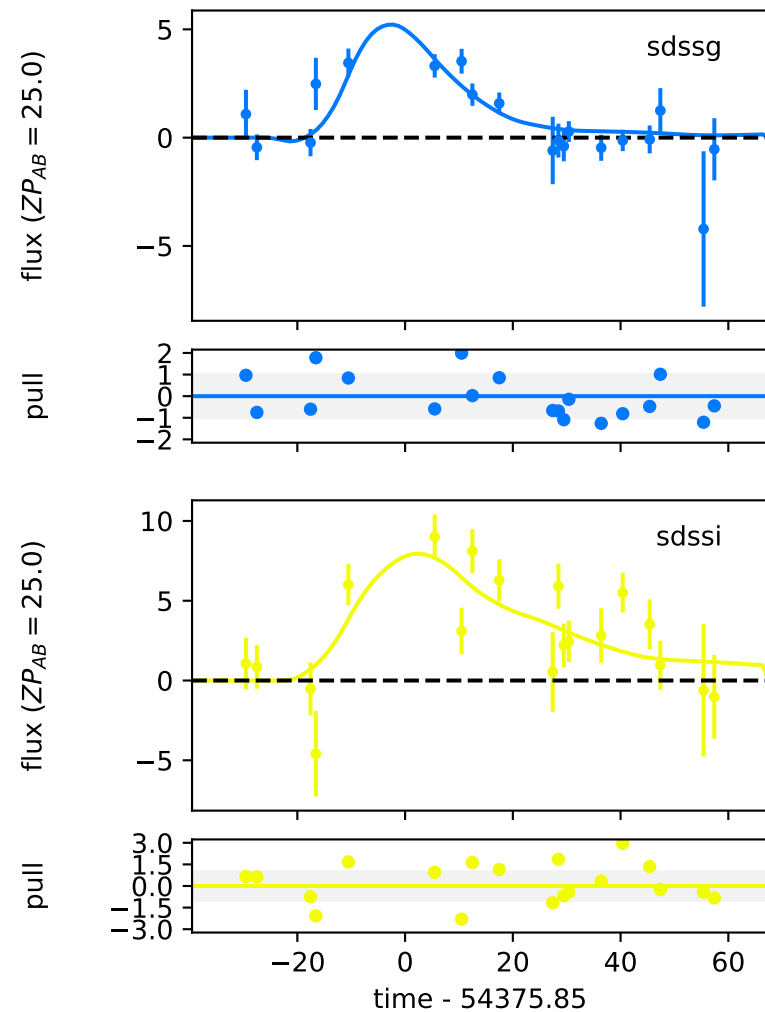 sdssg
flux (ZP_AB = 25.0)
5
0
−5
pull
2
1
0
−1
−2
sdssi
flux (ZP_AB = 25.0)
10
5
0
−5
pull
3.0
1.5
0.0
−1.5
−3.0
−20 0 20 40 60
time - 54375.85